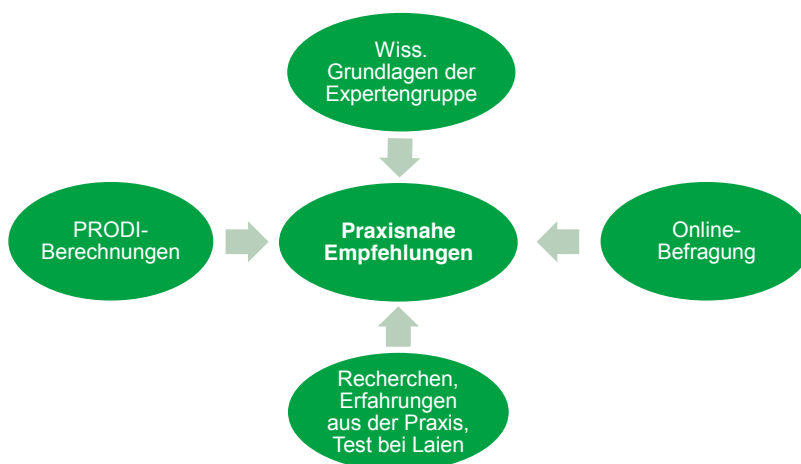 Wiss.
Grundlagen der
Expertengruppe
PRODI-
Berechnungen
Praxisnahe
Empfehlungen
Online-
Befragung
Recherchen,
Erfahrungen
aus der Praxis,
Test bei Laien